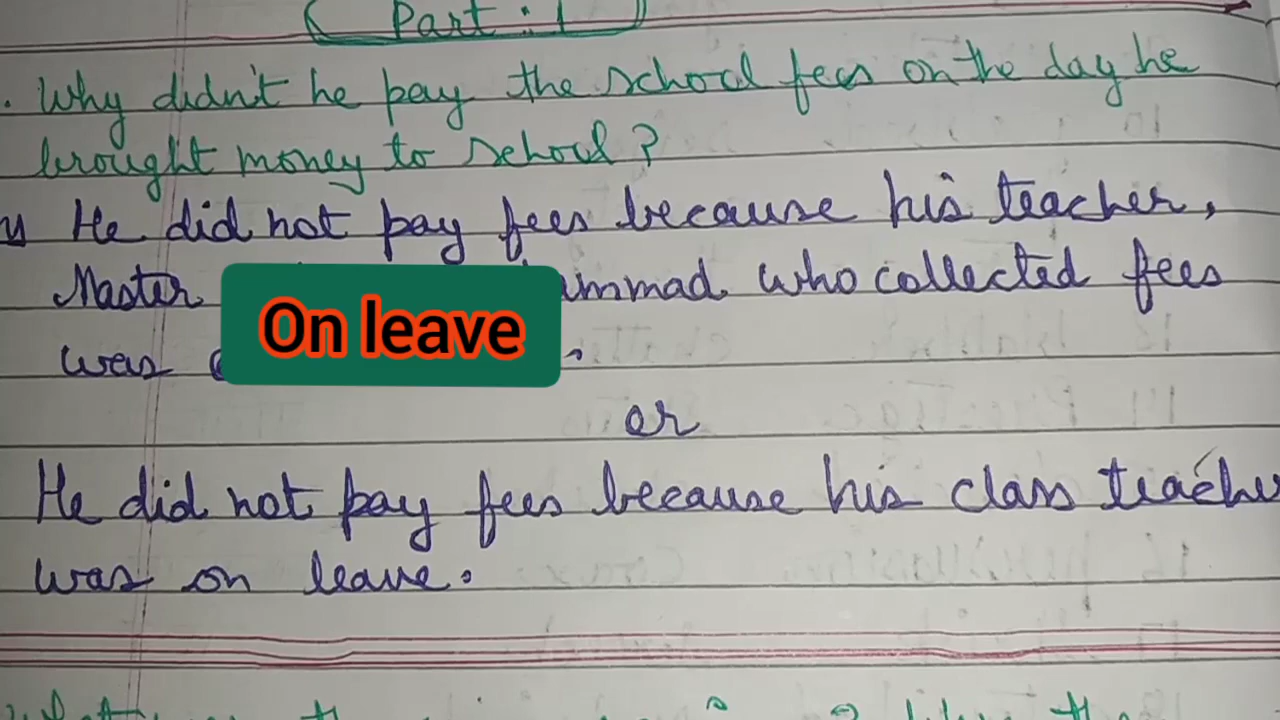 Part : 1
. Why didn't he pay the school fees on the day he
brought money to school?
He did not pay fees because his teacher,
Master ammad who collected fees
On leave
was .
or
He did not pay fees because his class teacher
was on leave.